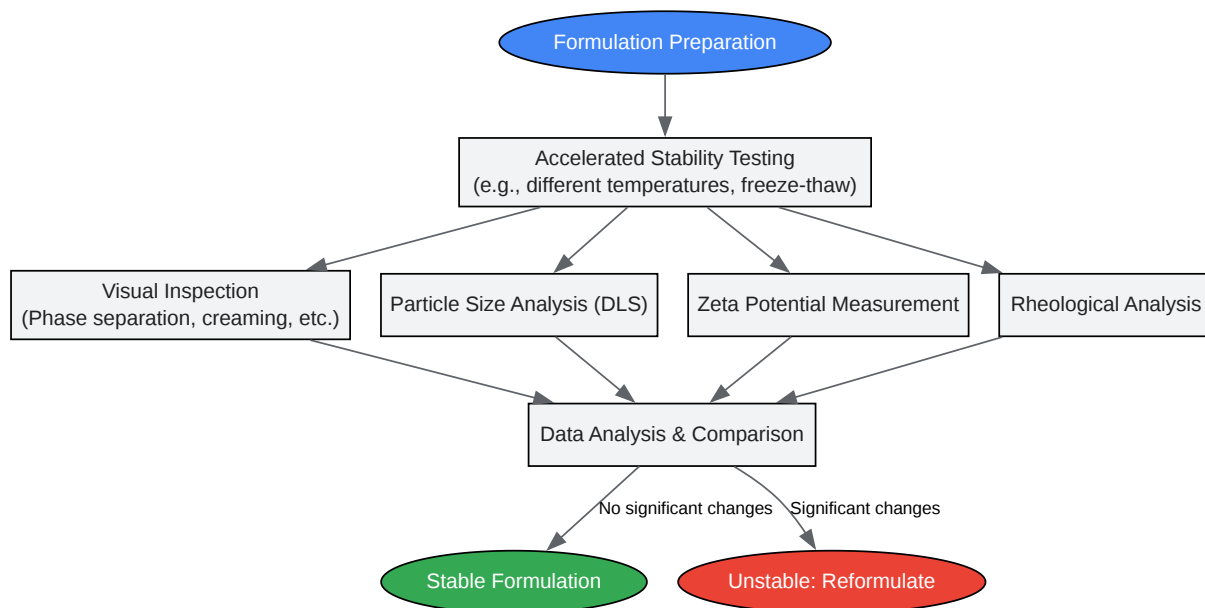 Formulation Preparation
Accelerated Stability Testing
(e.g., different temperatures, freeze-thaw)
Visual Inspection
(Phase separation, creaming, etc.)
Particle Size Analysis (DLS)
Zeta Potential Measurement
Rheological Analysis
Data Analysis & Comparison
No significant changes
Significant changes
Stable Formulation
Unstable: Reformulate